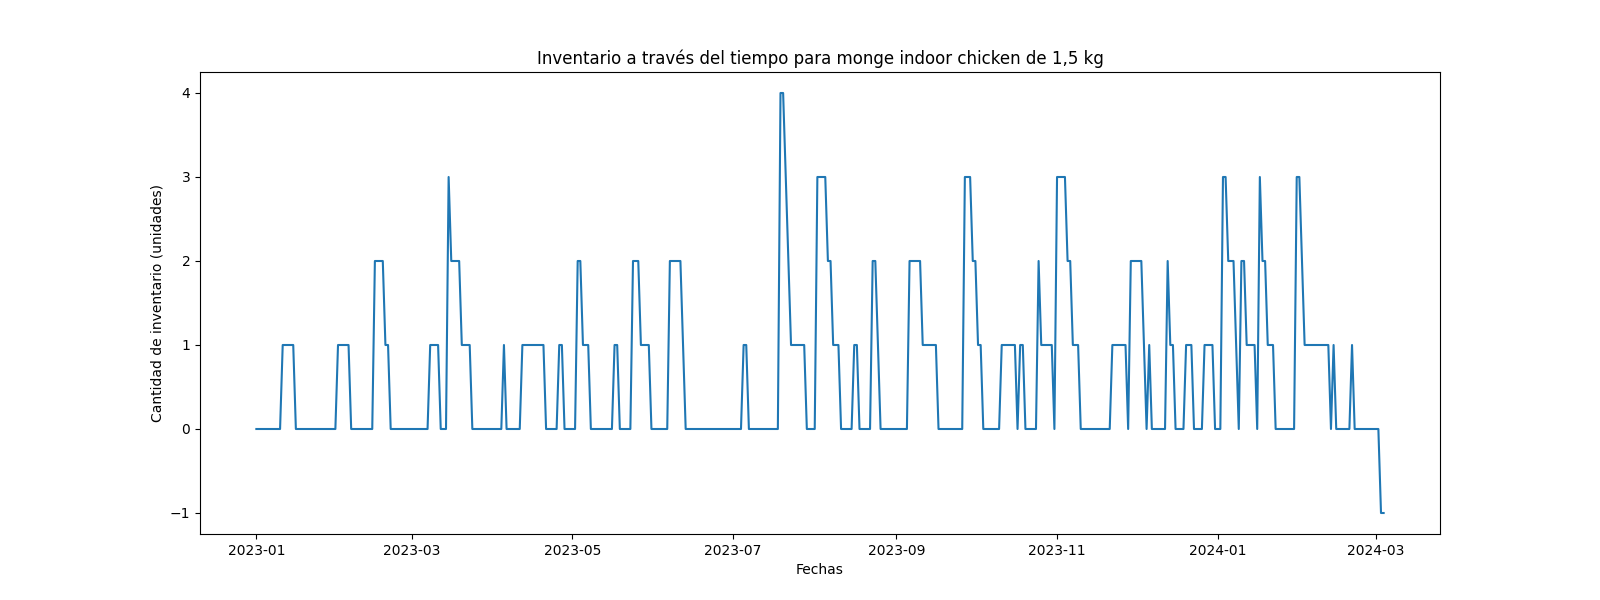 Inventario a través del tiempo para monge indoor chicken de 1,5 kg
Cantidad de inventario (unidades)
4
3
2
1
0
−1
2023-01 2023-03 2023-05 2023-07 2023-09 2023-11 2024-01 2024-03
Fechas